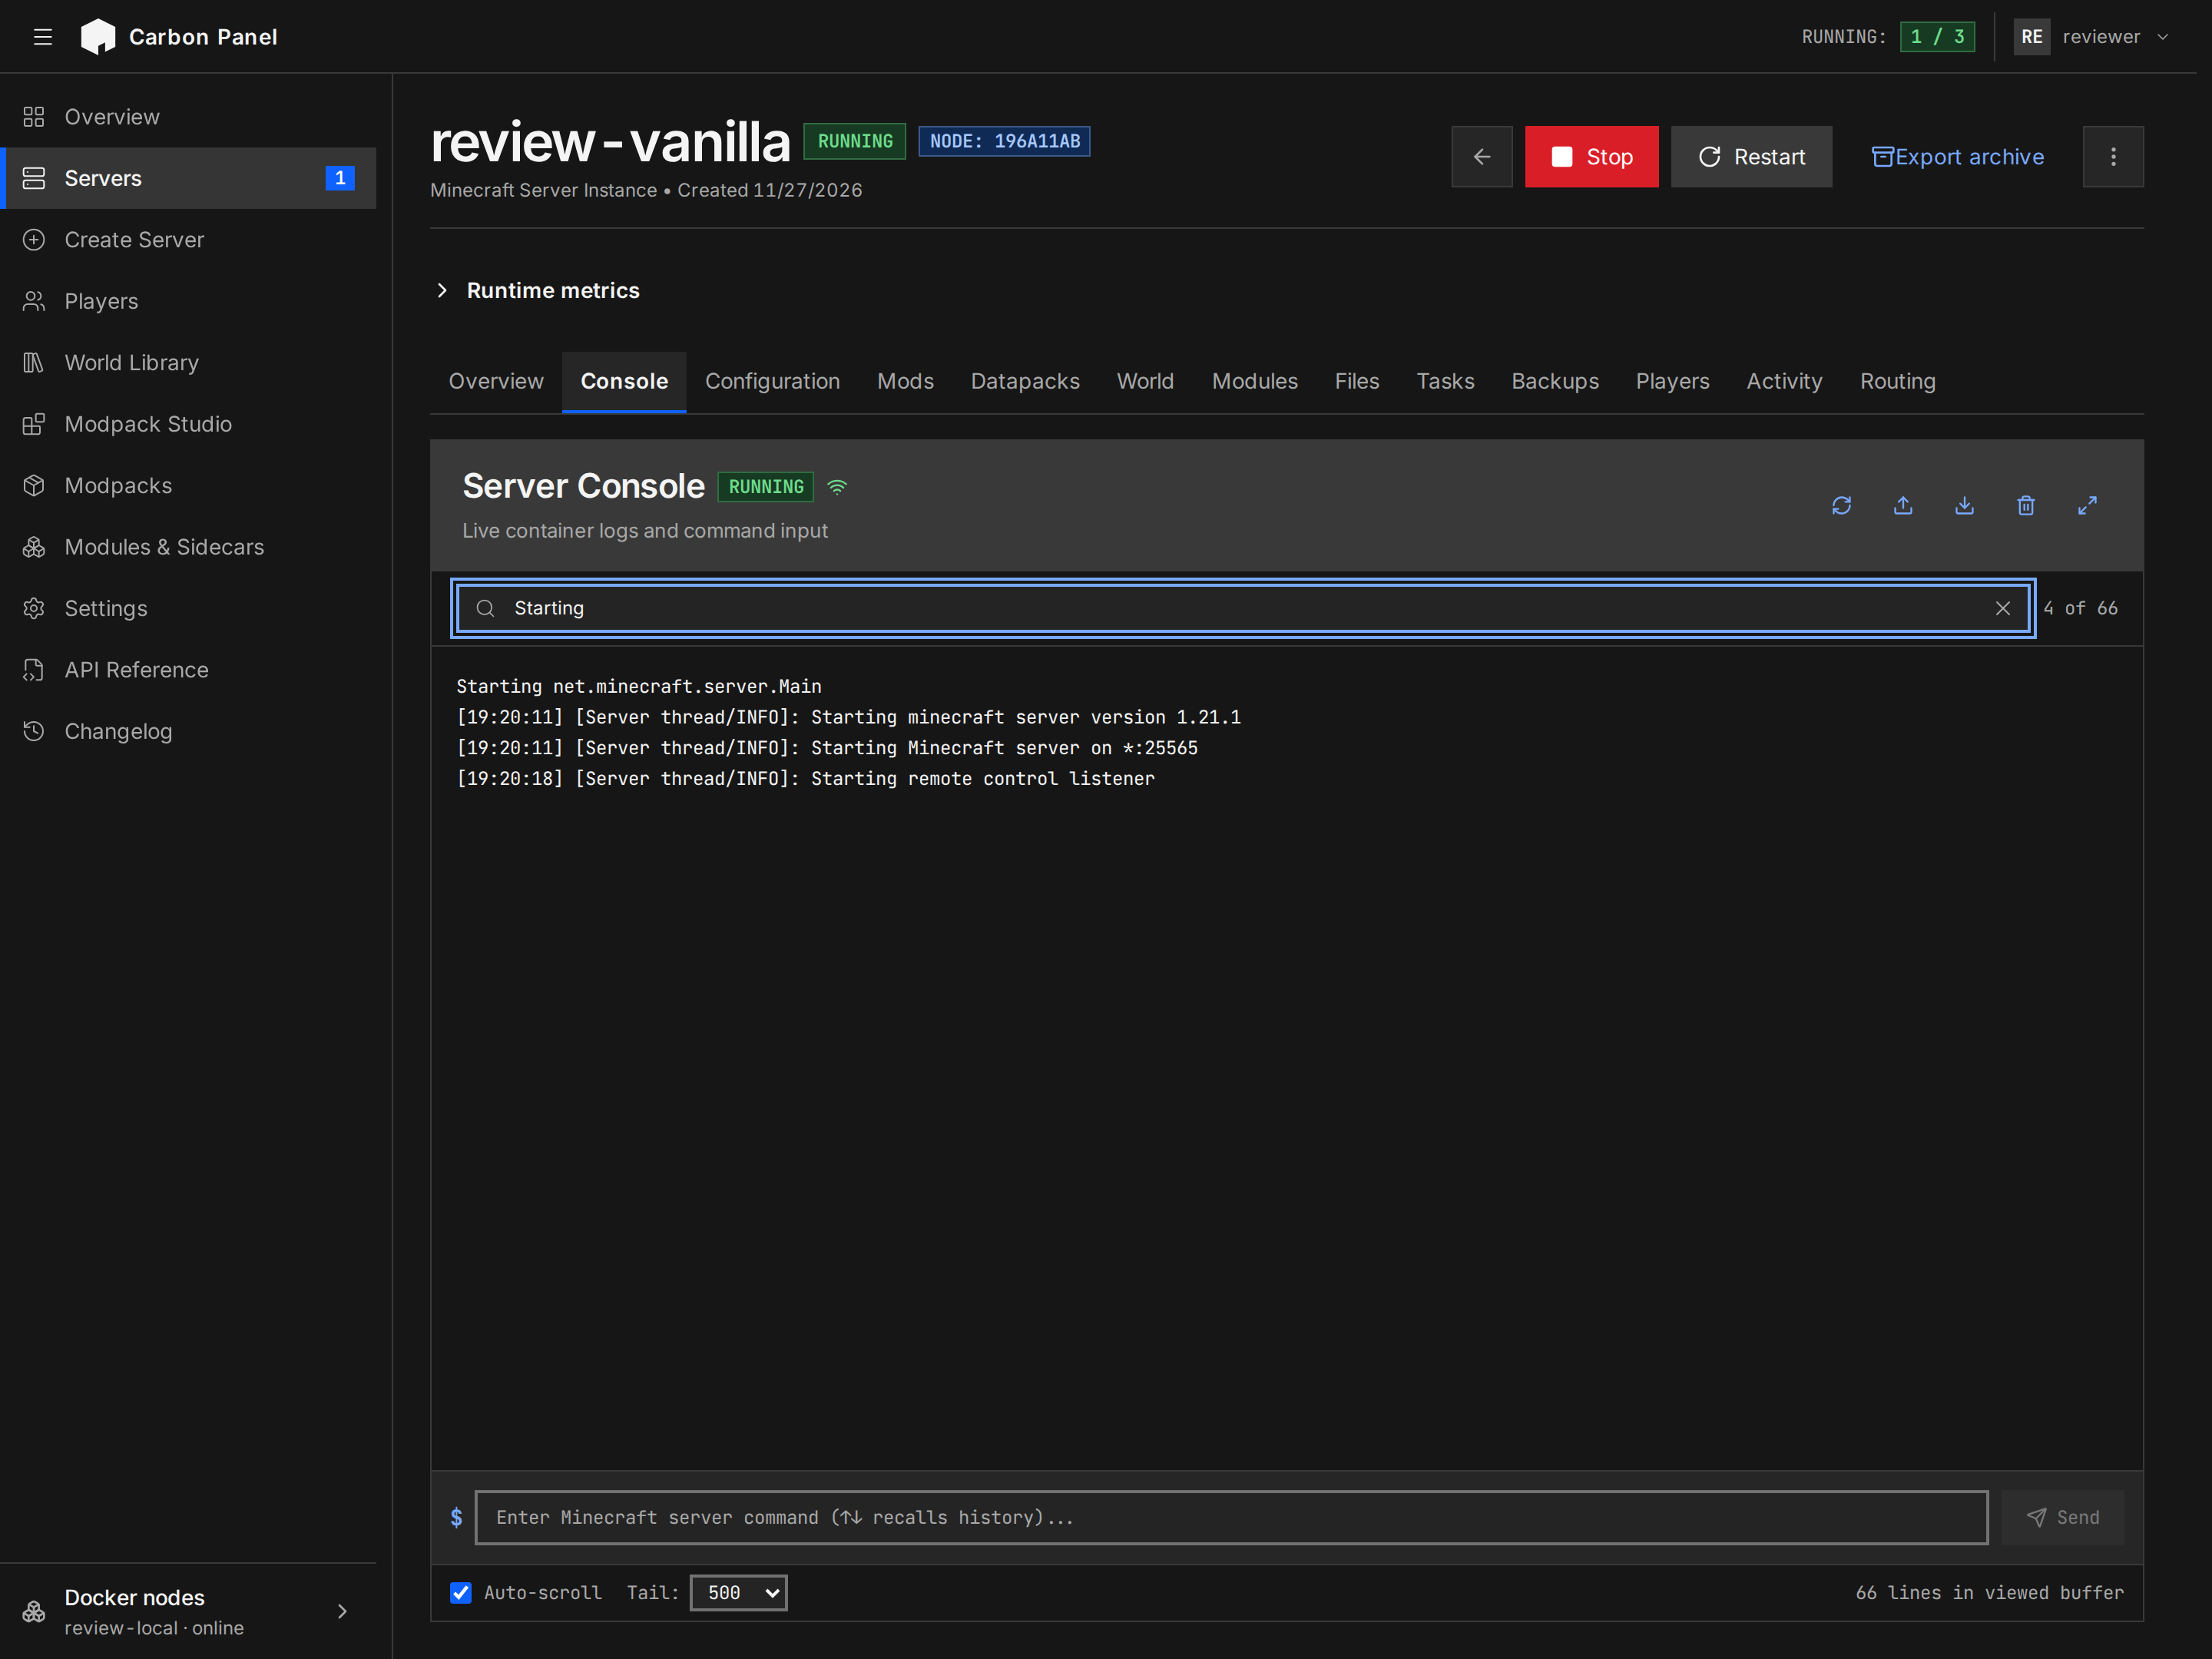 Carbon Panel
RUNNING: 1 / 3
RE reviewer
Overview
Servers 1
Create Server
Players
World Library
Modpack Studio
Modpacks
Modules & Sidecars
Settings
API Reference
Changelog
Docker nodes
review-local · online
review-vanilla RUNNING NODE: 196A11AB
Minecraft Server Instance • Created 11/27/2026
Stop Restart Export archive
Runtime metrics
Overview Console Configuration Mods Datapacks World Modules Files Tasks Backups Players Activity Routing
Server Console RUNNING
Live container logs and command input
Starting 4 of 66
Starting net.minecraft.server.Main
[19:20:11] [Server thread/INFO]: Starting minecraft server version 1.21.1
[19:20:11] [Server thread/INFO]: Starting Minecraft server on *:25565
[19:20:18] [Server thread/INFO]: Starting remote control listener
$ Enter Minecraft server command (↑↓ recalls history)... Send
Auto-scroll Tail: 500 66 lines in viewed buffer